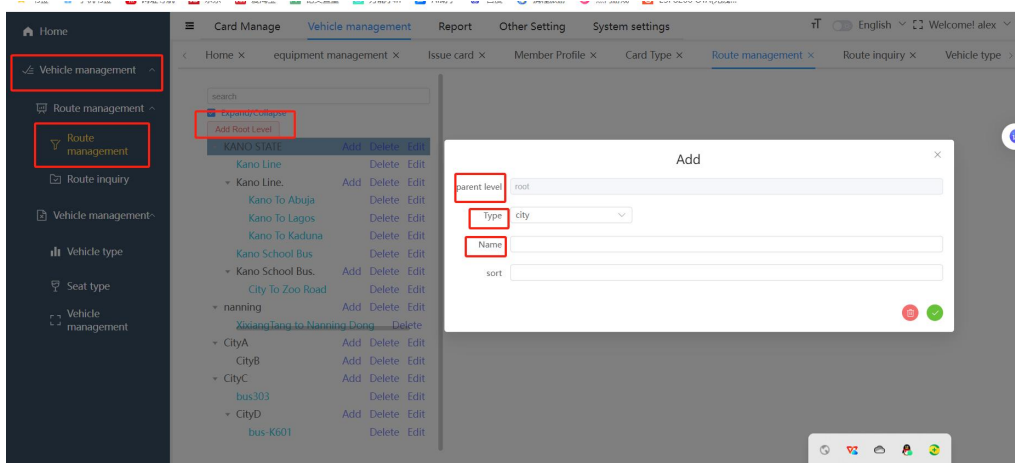 Home
Vehicle management
Route management
Route management
Route inquiry
Vehicle management
Vehicle type
Seat type
Vehicle management
Card Manage Vehicle management Report Other Setting System settings
English Welcome! alex
Home × equipment management × Issue card × Member Profile × Card Type × Route management × Route inquiry × Vehicle type
search
Expand/Collapse
Add Root Level
KANO STATE Add Delete Edit
Kano Line Delete Edit
Kano Line. Add Delete Edit
Kano To Abuja Delete Edit
Kano To Lagos Delete Edit
Kano To Kaduna Delete Edit
Kano School Bus Delete Edit
Kano School Bus. Add Delete Edit
City To Zoo Road Delete Edit
nanning Add Delete Edit
XixiangTang to Nanning Dong Delete
CityA Add Delete Edit
CityB Add Delete Edit
CityC Add Delete Edit
bus303 Delete Edit
CityD Add Delete Edit
bus-K601 Delete Edit
Add ×
parent level root
Type city
Name
sort